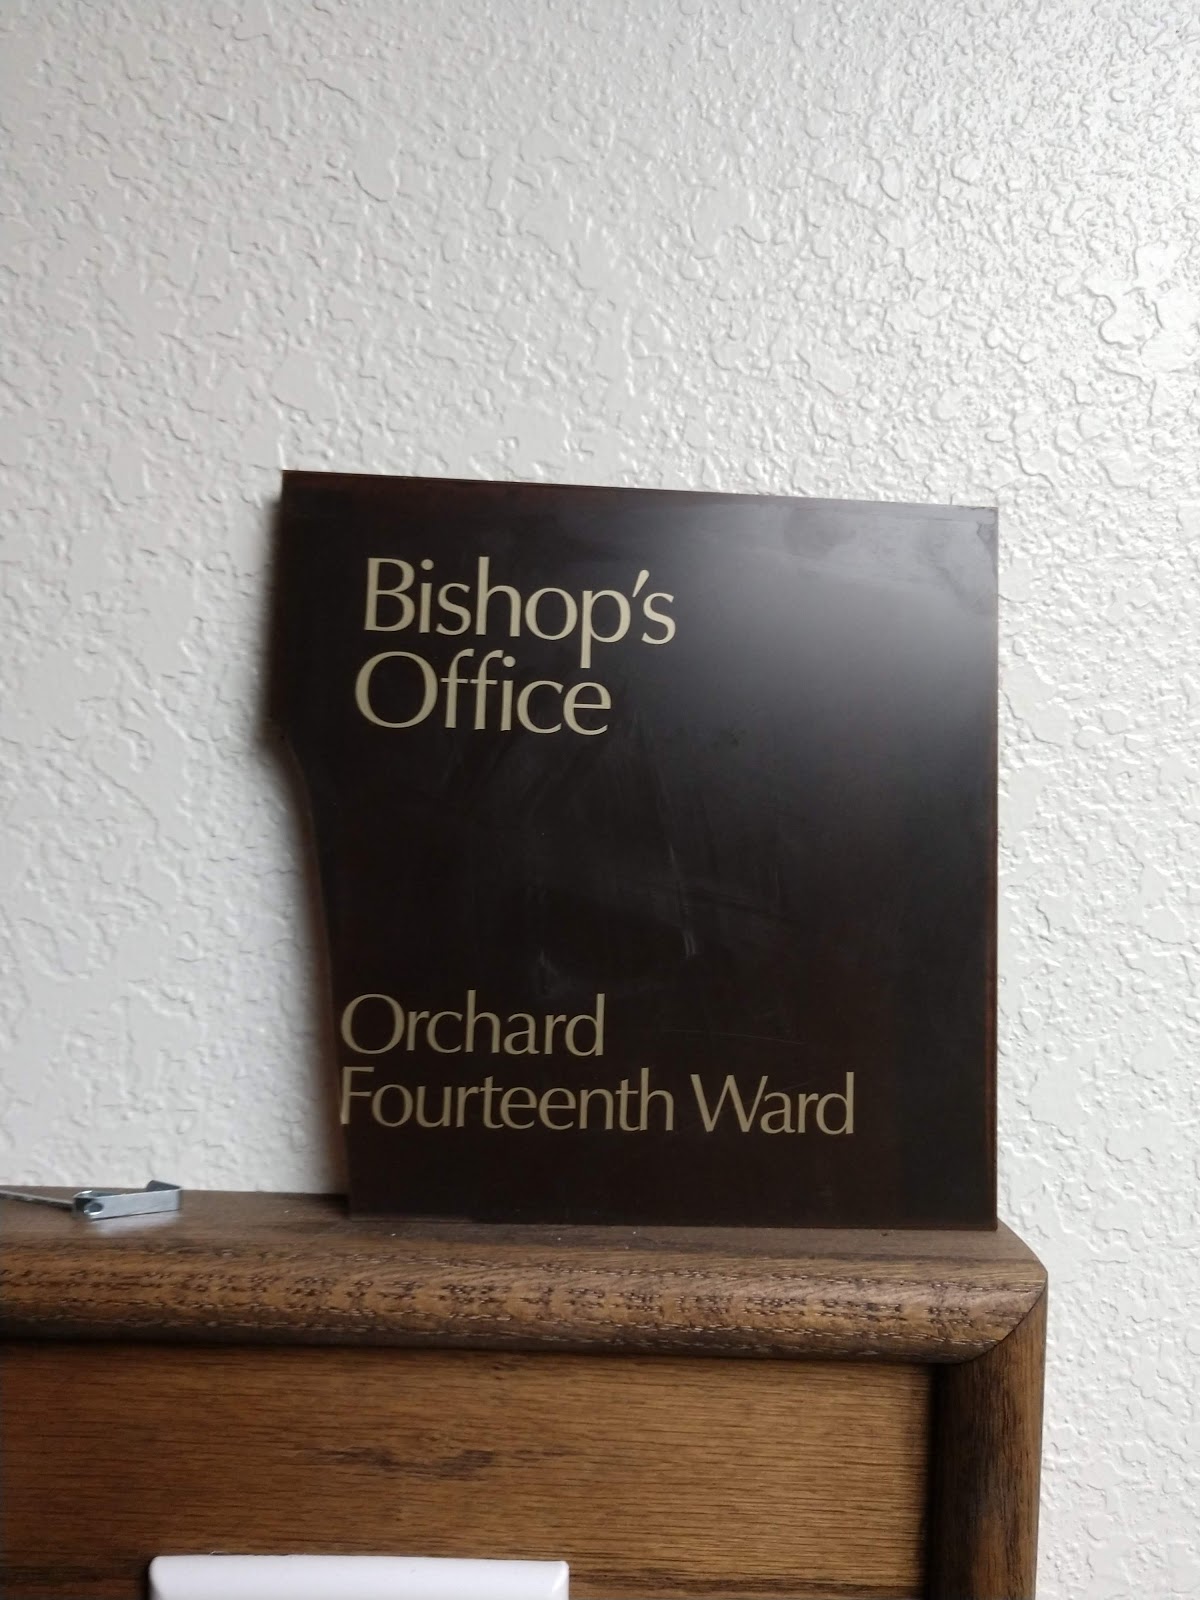 Bishop's
Office
Orchard
Fourteenth Ward